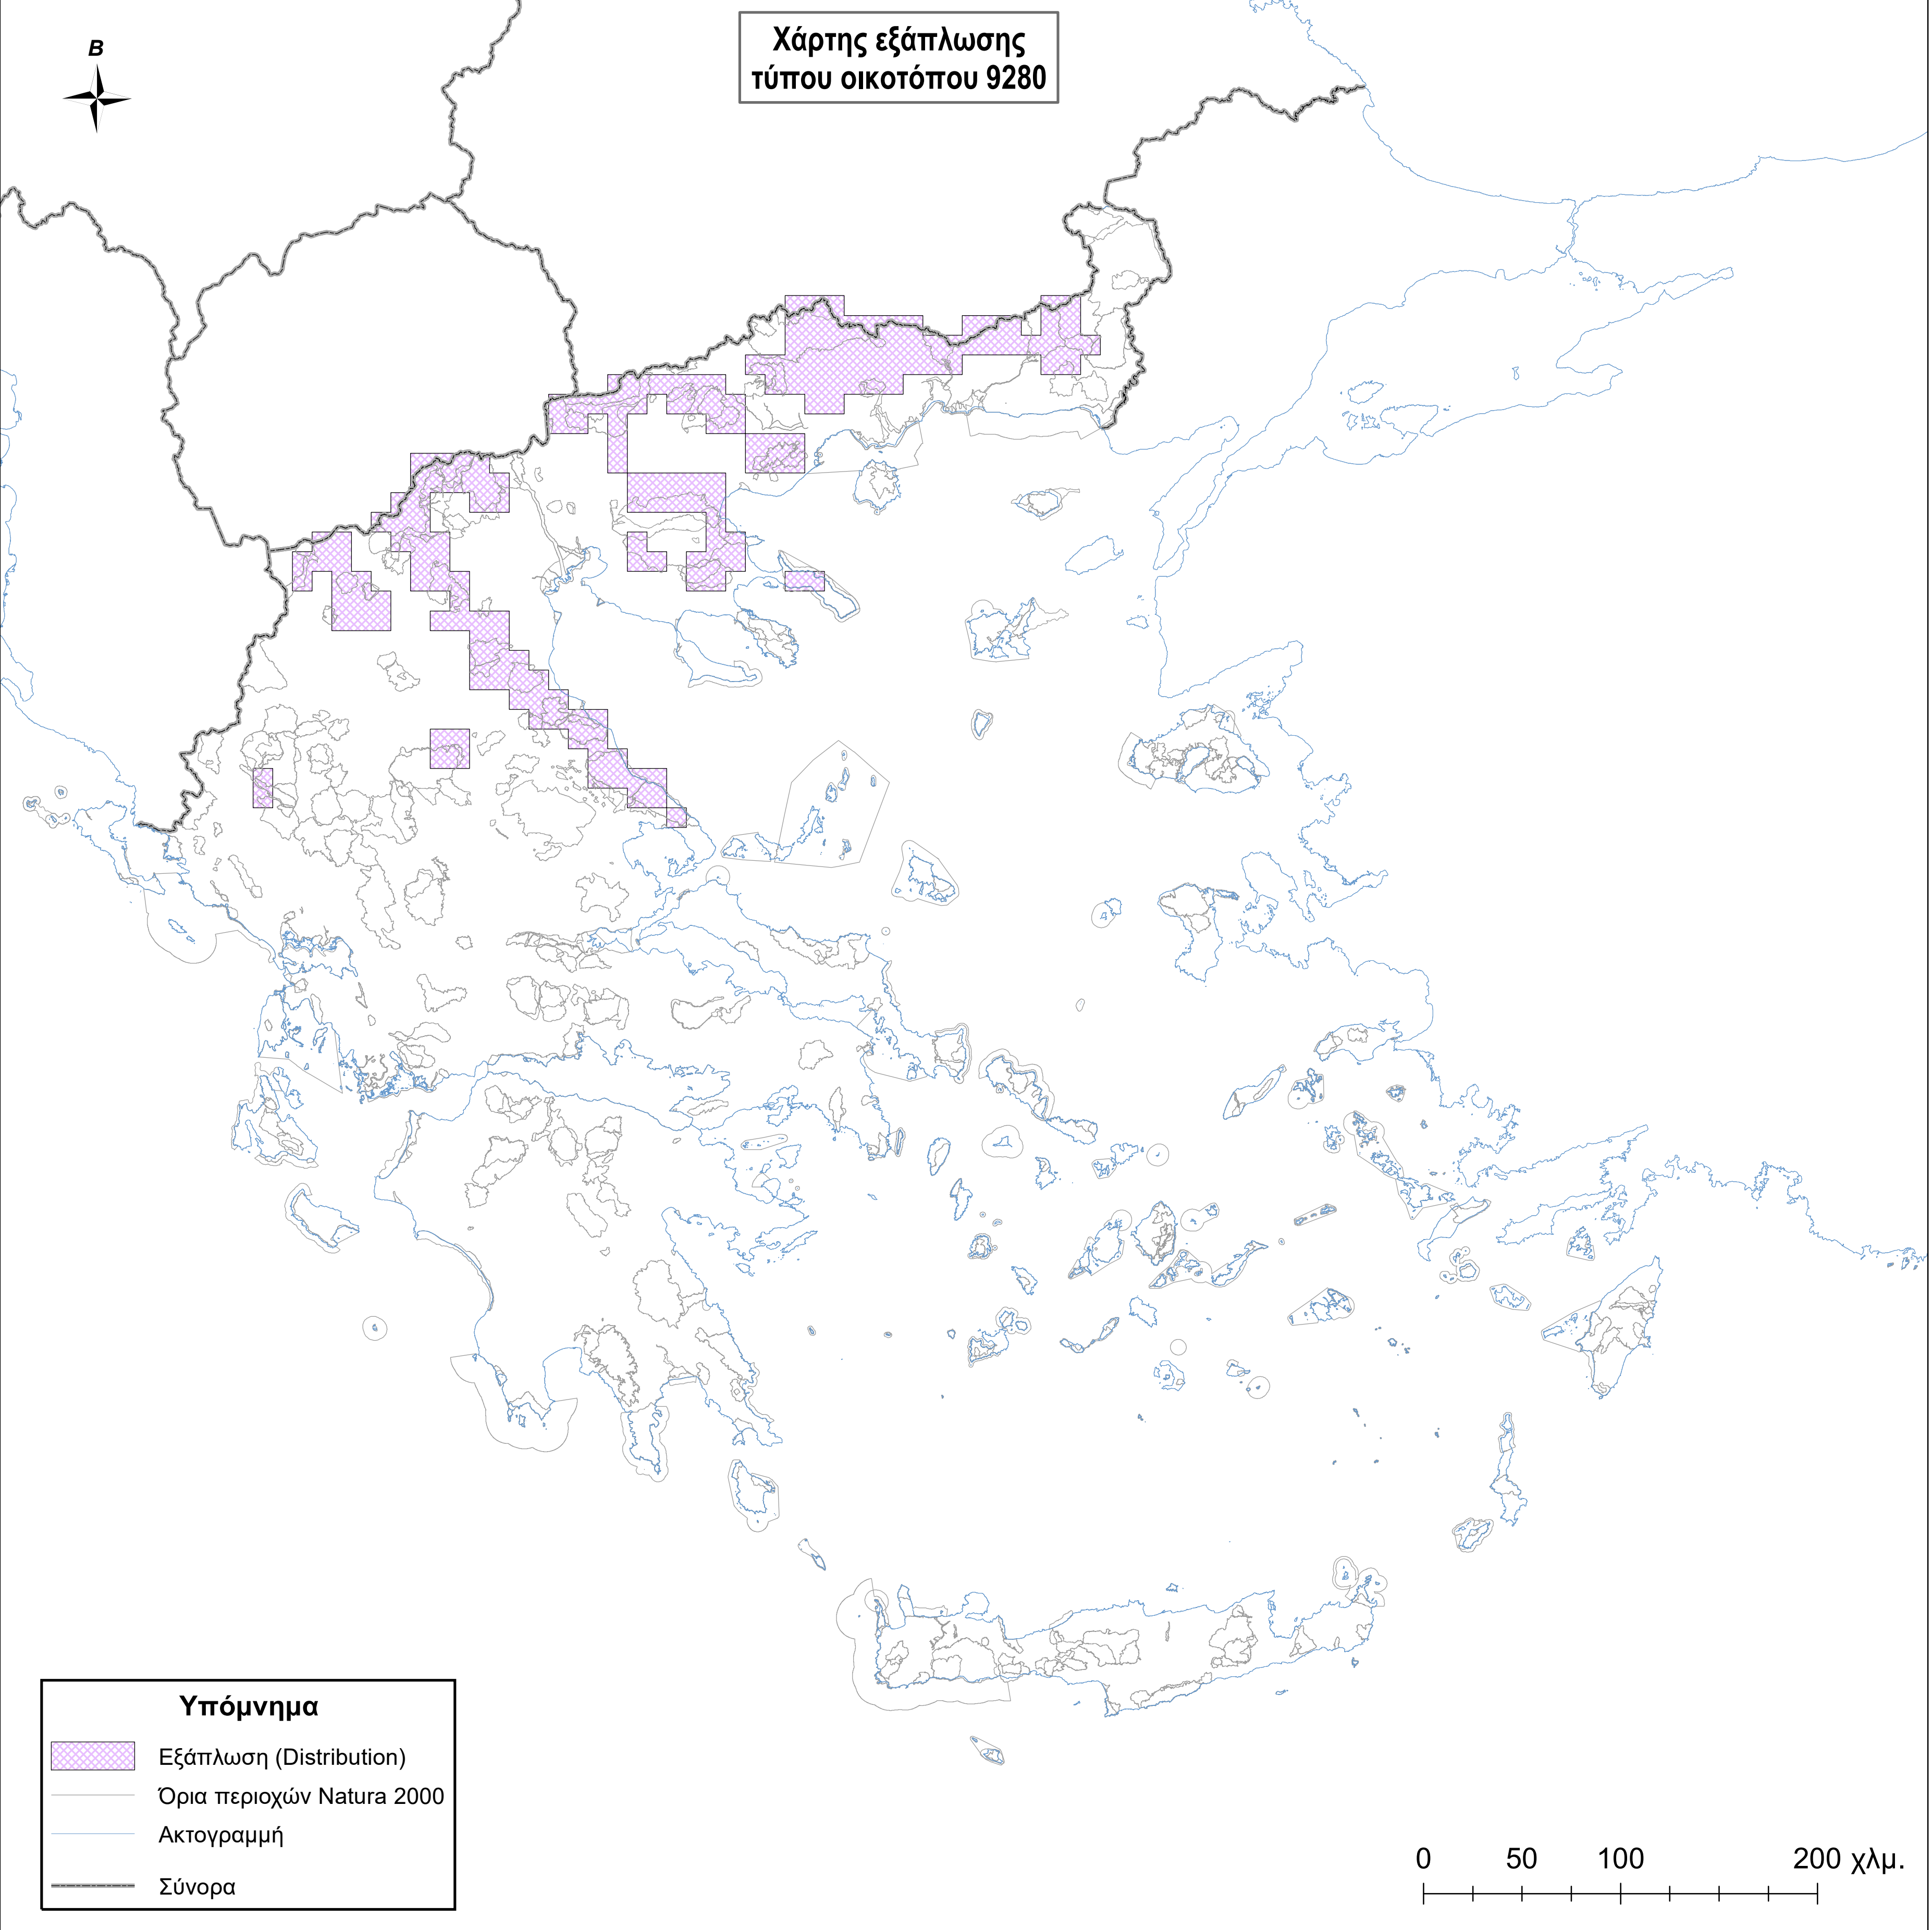 Χάρτης εξάπλωσης
τύπου οικοτόπου 9280
Β
Υπόμνημα
Εξάπλωση (Distribution)
Όρια περιοχών Natura 2000
Ακτογραμμή
Σύνορα
0 50 100 200 χλμ.